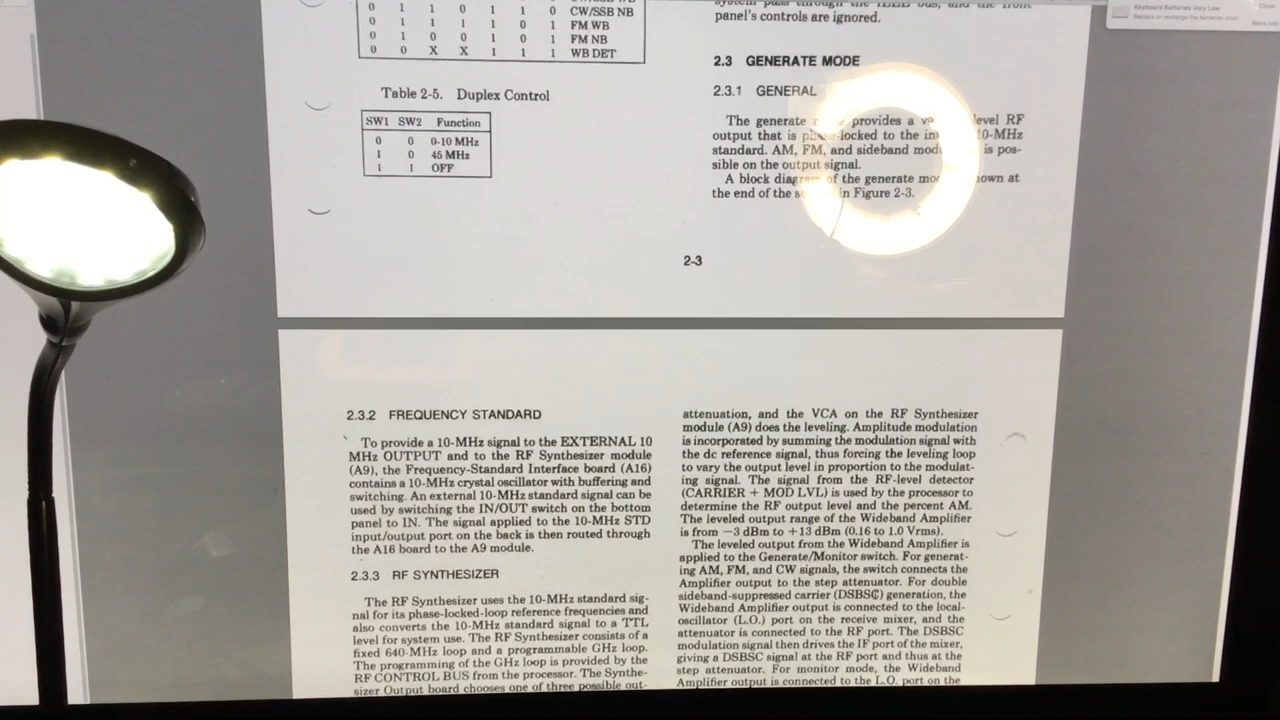 0 1 1 0 1 1 0 CW/SSB NB
0 1 1 1 1 0 1 FM WB
0 1 0 0 1 0 1 FM NB
0 0 X X 1 1 1 WB DET
Table 2-5. Duplex Control
SW1 SW2 Function
0 0 0-10 MHz
1 0 45 MHz
1 1 OFF
system pass through the IEEE bus, and the front
panel's controls are ignored.
2.3 GENERATE MODE
2.3.1 GENERAL
The generate provides a level RF
output that is phase-locked to the 10-MHz
standard. AM, FM, and sideband is pos-
sible on the output signal.
A block diagram of the generate shown at
the end of the in Figure 2-3.
2-3
Keyboard Batteries Very Low
Replace or recharge the batteries soon.
Close
More Info
2.3.2 FREQUENCY STANDARD
To provide a 10-MHz signal to the EXTERNAL 10
MHz OUTPUT and to the RF Synthesizer module
(A9), the Frequency-Standard Interface board (A16)
contains a 10-MHz crystal oscillator with buffering and
switching. An external 10-MHz standard signal can be
used by switching the IN/OUT switch on the bottom
panel to IN. The signal applied to the 10-MHz STD
input/output port on the back is then routed through
the A16 board to the A9 module.
2.3.3 RF SYNTHESIZER
The RF Synthesizer uses the 10-MHz standard sig-
nal for its phase-locked-loop reference frequencies and
also converts the 10-MHz standard signal to a TTL
level for system use. The RF Synthesizer consists of a
fixed 640-MHz loop and a programmable GHz loop.
The programming of the GHz loop is provided by the
RF CONTROL BUS from the processor. The Synthe-
sizer Output board chooses one of three possible out-
attenuation, and the VCA on the RF Synthesizer
module (A9) does the leveling. Amplitude modulation
is incorporated by summing the modulation signal with
the dc reference signal, thus forcing the leveling loop
to vary the output level in proportion to the modulat-
ing signal. The signal from the RF-level detector
(CARRIER + MOD LVL) is used by the processor to
determine the RF output level and the percent AM.
The leveled output range of the Wideband Amplifier
is from −3 dBm to +13 dBm (0.16 to 1.0 Vrms).
The leveled output from the Wideband Amplifier is
applied to the Generate/Monitor switch. For generat-
ing AM, FM, and CW signals, the switch connects the
Amplifier output to the step attenuator. For double
sideband-suppressed carrier (DSBSC) generation, the
Wideband Amplifier output is connected to the local-
oscillator (L.O.) port on the receive mixer, and the
attenuator is connected to the RF port. The DSBSC
modulation signal then drives the IF port of the mixer,
giving a DSBSC signal at the RF port and thus at the
step attenuator. For monitor mode, the Wideband
Amplifier output is connected to the L.O. port on the